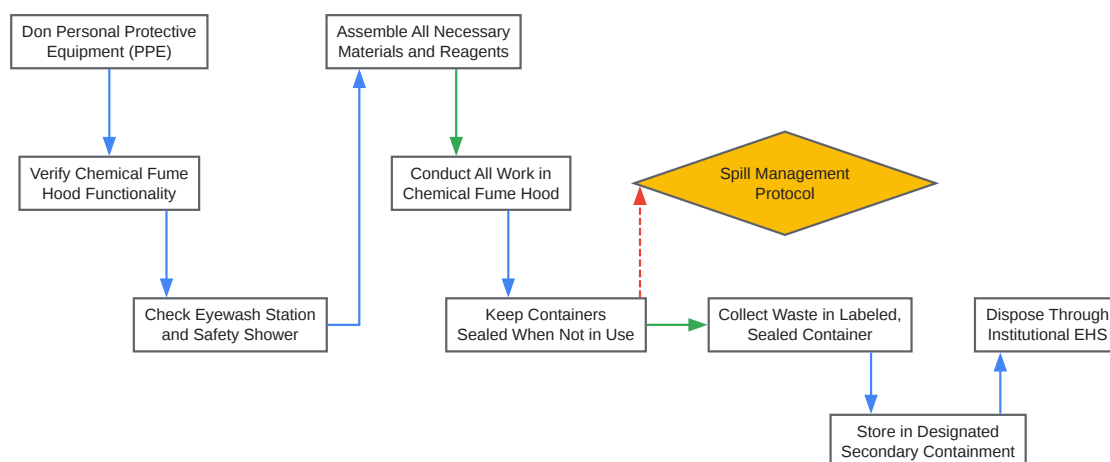 Don Personal Protective
Equipment (PPE)
Assemble All Necessary
Materials and Reagents
Verify Chemical Fume
Hood Functionality
Conduct All Work in
Chemical Fume Hood
Spill Management
Protocol
Check Eyewash Station
and Safety Shower
Keep Containers
Sealed When Not in Use
Collect Waste in Labeled,
Sealed Container
Dispose Through
Institutional EHS
Store in Designated
Secondary Containment